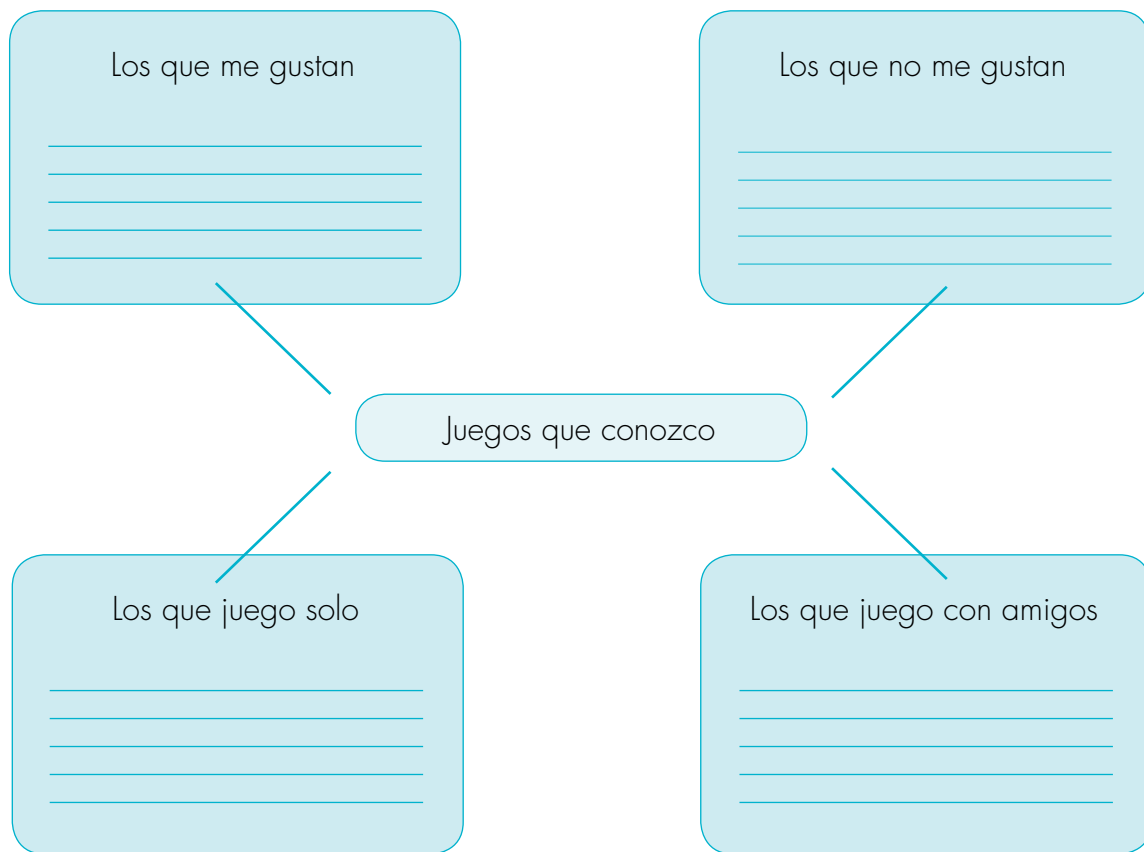 Los que me gustan
Los que no me gustan
Juegos que conozco
Los que juego solo
Los que juego con amigos